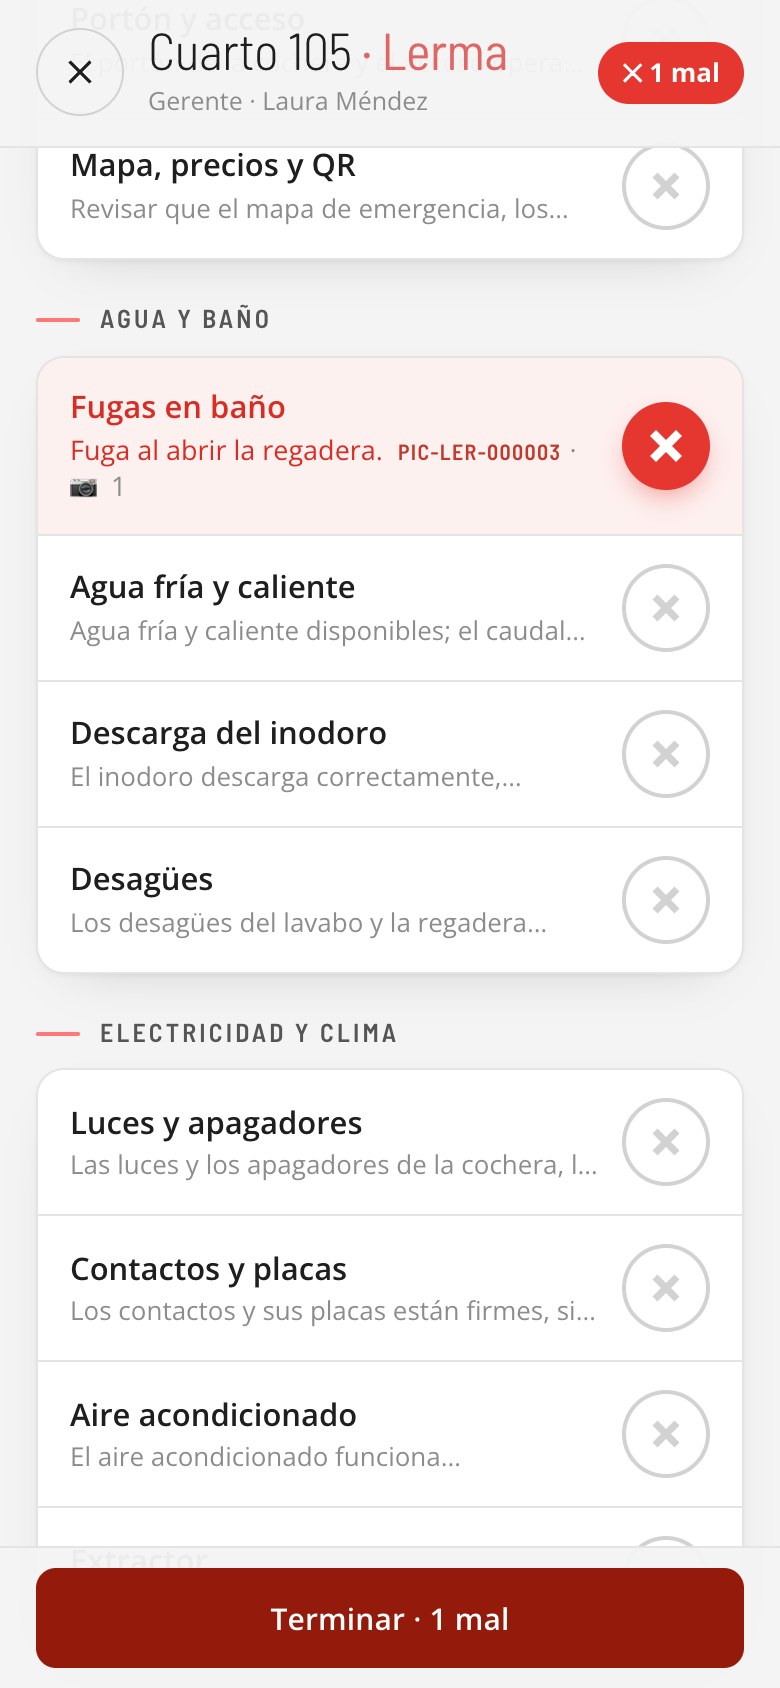 Portón y acceso
Cuarto 105 · Lerma
Gerente · Laura Méndez
× 1 mal
Mapa, precios y QR
Revisar que el mapa de emergencia, los...
AGUA Y BAÑO
Fugas en baño
Fuga al abrir la regadera. PIC-LER-000003 ·
1
Agua fría y caliente
Agua fría y caliente disponibles; el caudal...
Descarga del inodoro
El inodoro descarga correctamente,...
Desagües
Los desagües del lavabo y la regadera...
ELECTRICIDAD Y CLIMA
Luces y apagadores
Las luces y los apagadores de la cochera, l...
Contactos y placas
Los contactos y sus placas están firmes, si...
Aire acondicionado
El aire acondicionado funciona...
Extractor
Terminar · 1 mal